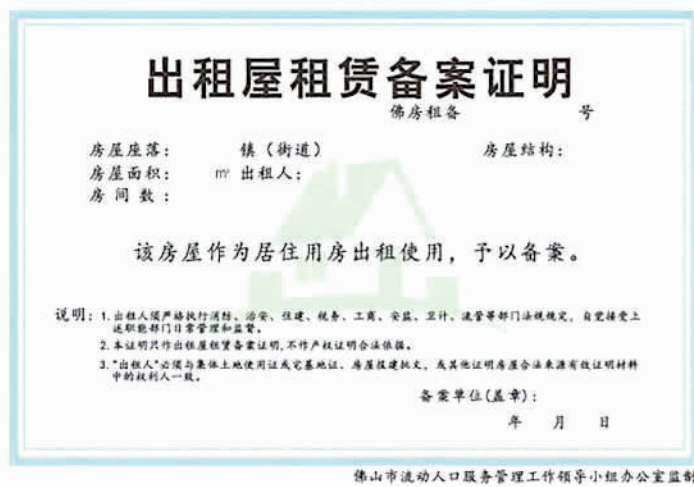 出租屋租赁备案证明
佛房租备 号
房屋座落： 镇（街道） 房屋结构：
房屋面积： ㎡ 出租人：
房间数：
该房屋作为居住用房出租使用，予以备案。
说明：1.出租人须严格执行消防、治安、住建、税务、工商、安监、卫计、流管等部门法规规定，自觉接受上
述职能部门日常管理和监督。
2.本证明只作出租屋租赁备案证明，不作产权证明合法依据。
3.“出租人”必须与集体土地使用证或宅基地证、房屋报建批文，或其他证明房屋合法来源有效证明材料
中的权利人一致。
备案单位(盖章)：
年 月 日
佛山市流动人口服务管理工作领导小组办公室监制